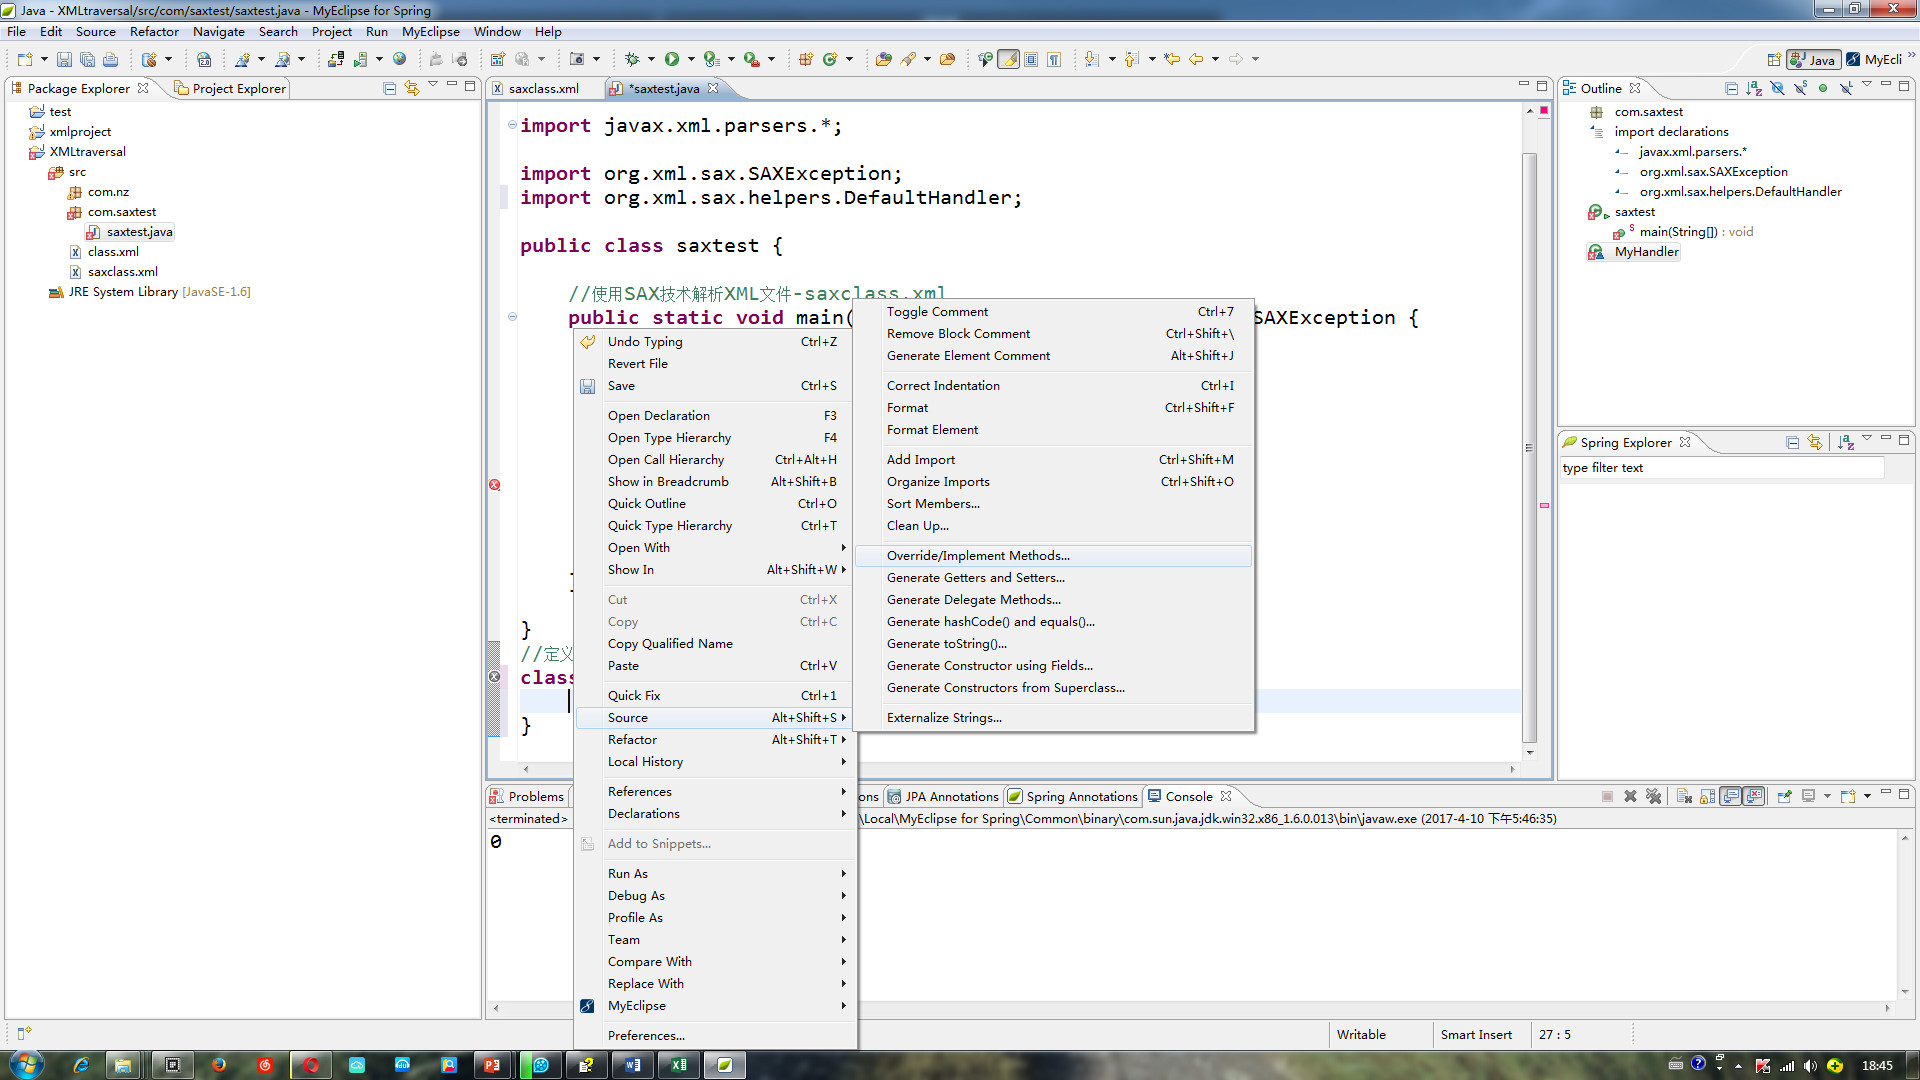 Java - XMLtraversal/src/com/saxtest/saxtest.java - MyEclipse for Spring
File Edit Source Refactor Navigate Search Project Run MyEclipse Window Help
Java
MyEcli
Package Explorer
Project Explorer
test
xmlproject
XMLtraversal
src
com.nz
com.saxtest
saxtest.java
class.xml
saxclass.xml
JRE System Library [JavaSE-1.6]
saxclass.xml
*saxtest.java
import javax.xml.parsers.*;
import org.xml.sax.SAXException;
import org.xml.sax.helpers.DefaultHandler;
public class saxtest {
//使用SAX技术解析XML文件-saxclass.xml
public static void main(
SAXException {
}
//定义
class
}
Undo Typing Ctrl+Z
Revert File
Save Ctrl+S
Open Declaration F3
Open Type Hierarchy F4
Open Call Hierarchy Ctrl+Alt+H
Show in Breadcrumb Alt+Shift+B
Quick Outline Ctrl+O
Quick Type Hierarchy Ctrl+T
Open With
Show In Alt+Shift+W
Cut Ctrl+X
Copy Ctrl+C
Copy Qualified Name
Paste Ctrl+V
Quick Fix Ctrl+1
Source Alt+Shift+S
Refactor Alt+Shift+T
Local History
References
Declarations
Add to Snippets...
Run As
Debug As
Profile As
Team
Compare With
Replace With
MyEclipse
Preferences...
Toggle Comment Ctrl+7
Remove Block Comment Ctrl+Shift+\
Generate Element Comment Alt+Shift+J
Correct Indentation Ctrl+I
Format Ctrl+Shift+F
Format Element
Add Import Ctrl+Shift+M
Organize Imports Ctrl+Shift+O
Sort Members...
Clean Up...
Override/Implement Methods...
Generate Getters and Setters...
Generate Delegate Methods...
Generate hashCode() and equals()...
Generate toString()...
Generate Constructor using Fields...
Generate Constructors from Superclass...
Externalize Strings...
Outline
com.saxtest
import declarations
javax.xml.parsers.*
org.xml.sax.SAXException
org.xml.sax.helpers.DefaultHandler
saxtest
main(String[]) : void
MyHandler
Spring Explorer
type filter text
Problems
ons
JPA Annotations
Spring Annotations
Console
<terminated>
\Local\MyEclipse for Spring\Common\binary\com.sun.java.jdk.win32.x86_1.6.0.013\bin\javaw.exe (2017-4-10 下午5:46:35)
0
Writable
Smart Insert
27 : 5
18:45